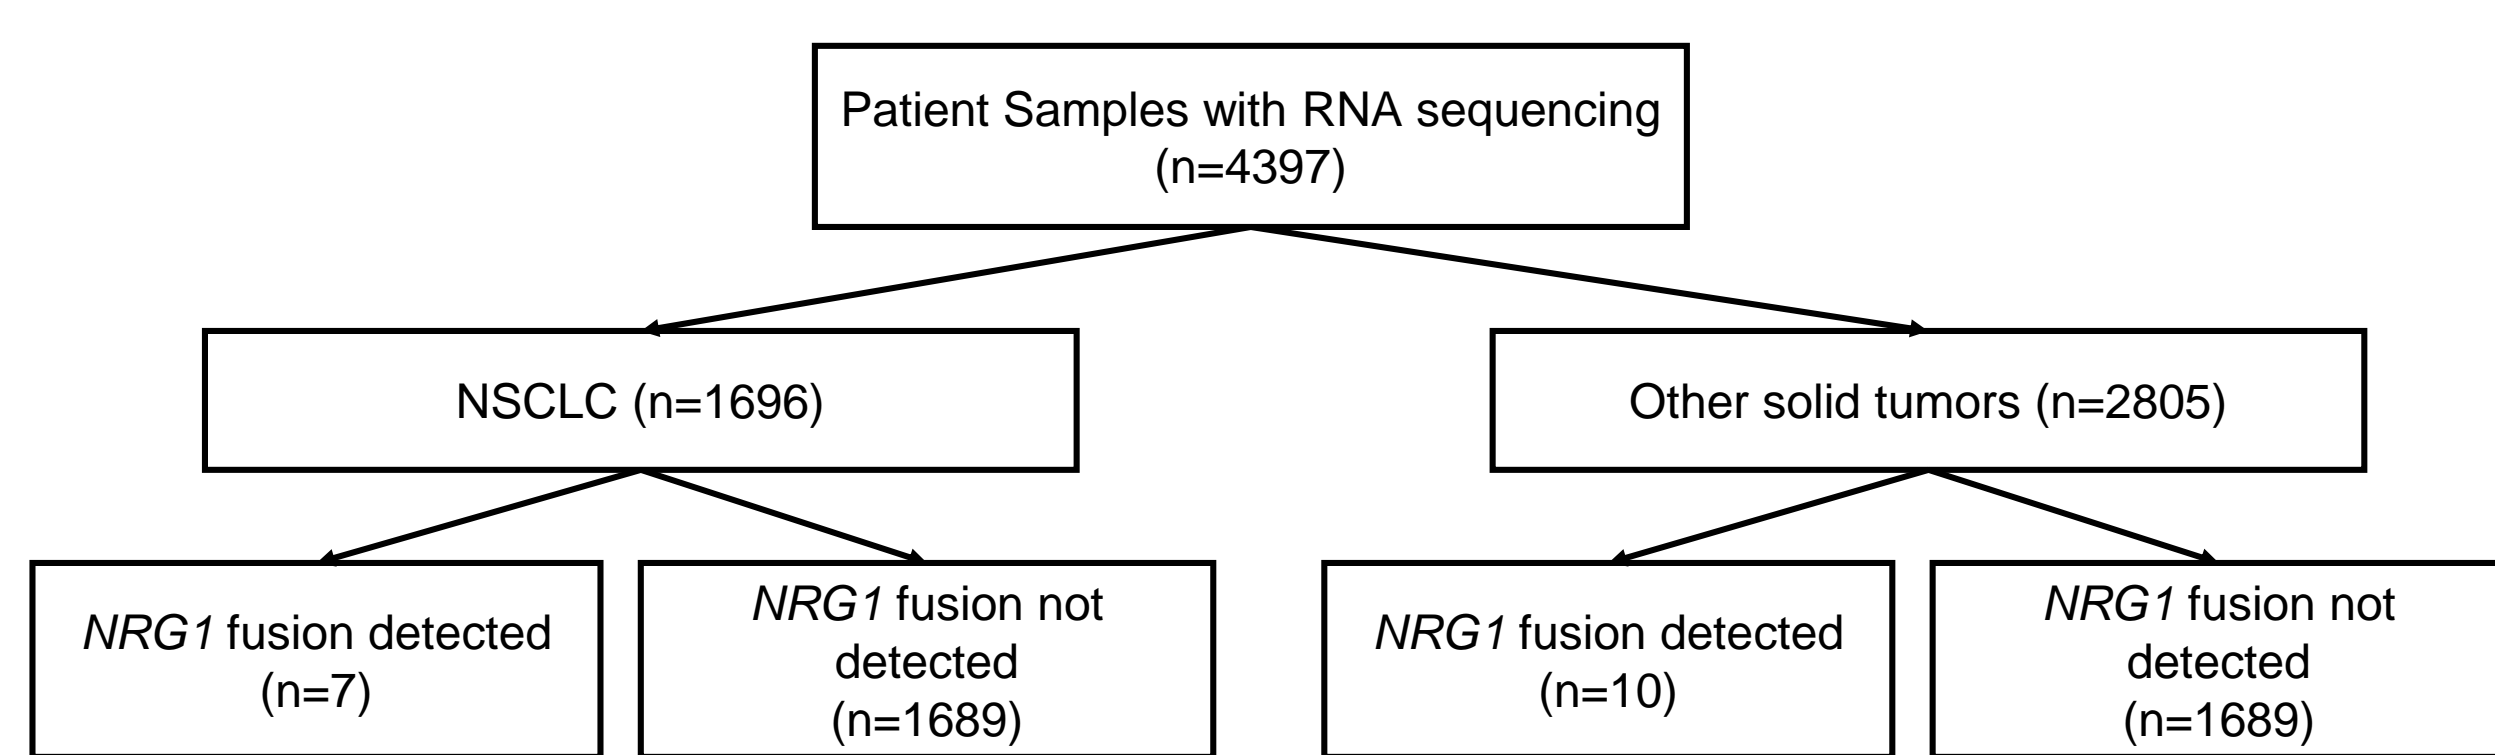 Patient Samples with RNA sequencing
(n=4397)
NSCLC (n=1696)
Other solid tumors (n=2805)
NRG1 fusion detected
(n=7)
NRG1 fusion not
detected
(n=1689)
NRG1 fusion detected
(n=10)
NRG1 fusion not
detected
(n=1689)